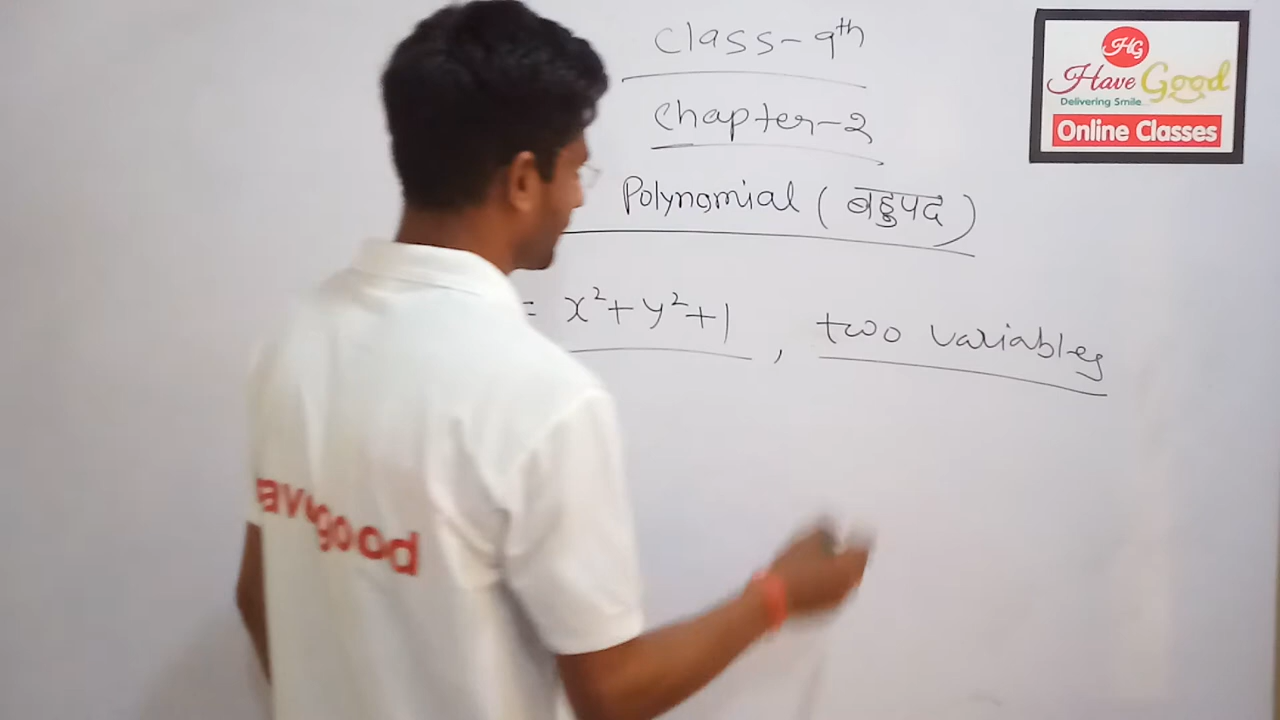 Class-9th
Chapter-2
Polynomial (बहुपद)
= x²+y²+1, two variables
HG
Have Good
Delivering Smile...
Online Classes
avegood